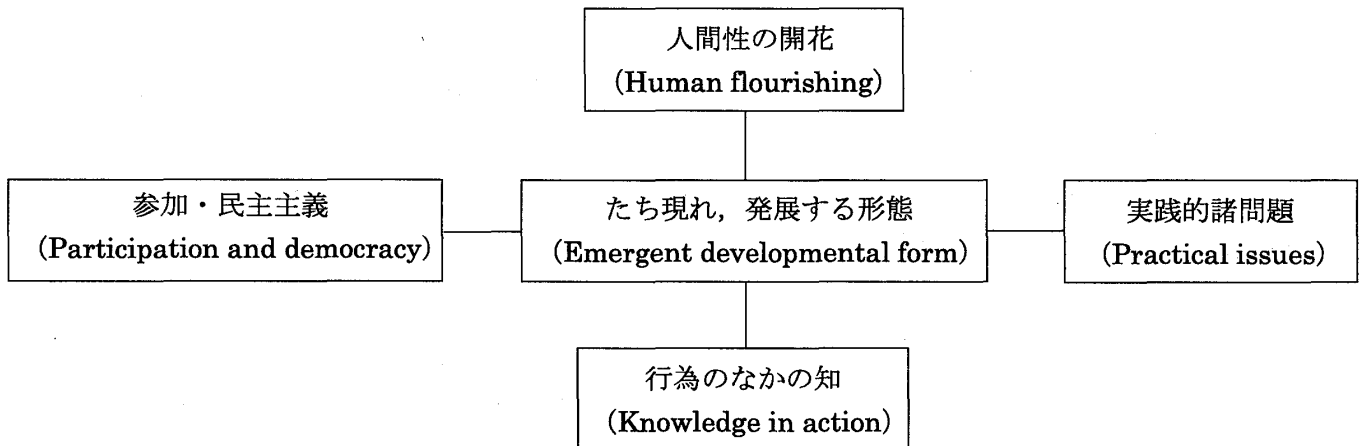 人間性の開花
(Human flourishing)
参加・民主主義
(Participation and democracy)
たち現れ，発展する形態
(Emergent developmental form)
実践的諸問題
(Practical issues)
行為のなかの知
(Knowledge in action)